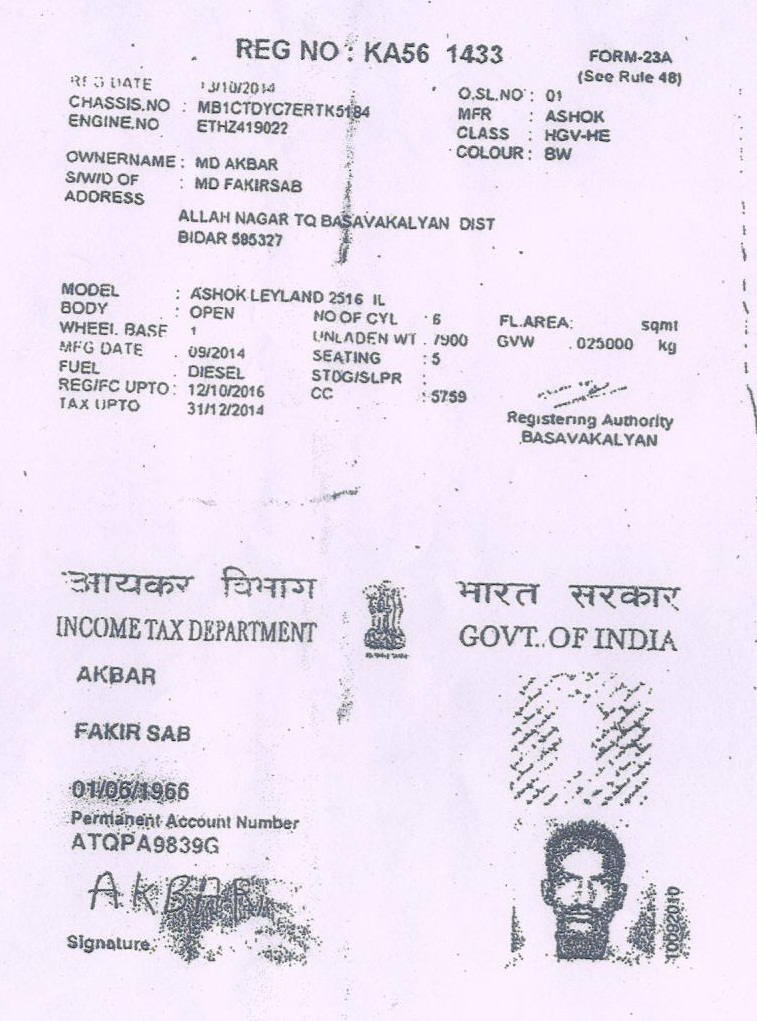 REG NO : KA56 1433
FORM-23A
(See Rule 48)
REG DATE 13/10/2014
O.SL.NO : 01
CHASSIS.NO : MB1CTDYC7ERTK5184
MFR : ASHOK
ENGINE.NO ETHZ419022
CLASS : HGV-HE
COLOUR : BW
OWNERNAME : MD AKBAR
S/W/D OF : MD FAKIRSAB
ADDRESS
ALLAH NAGAR TQ BASAVAKALYAN DIST
BIDAR 585327
MODEL : ASHOK LEYLAND 2516 IL
BODY : OPEN NO OF CYL : 6 FL.AREA: sqmt
WHEEL BASE 1 UNLADEN WT . 7900 GVW . 025000 kg
MFG DATE . 09/2014 SEATING : 5
FUEL DIESEL STDG/SLPR :
REG/FC UPTO : 12/10/2016 CC : 5759
TAX UPTO 31/12/2014
Registering Authority
BASAVAKALYAN
आयकर विभाग
भारत सरकार
INCOME TAX DEPARTMENT
GOVT. OF INDIA
AKBAR
FAKIR SAB
01/06/1966
Permanent Account Number
ATQPA9839G
AKBAR
Signature
10092010